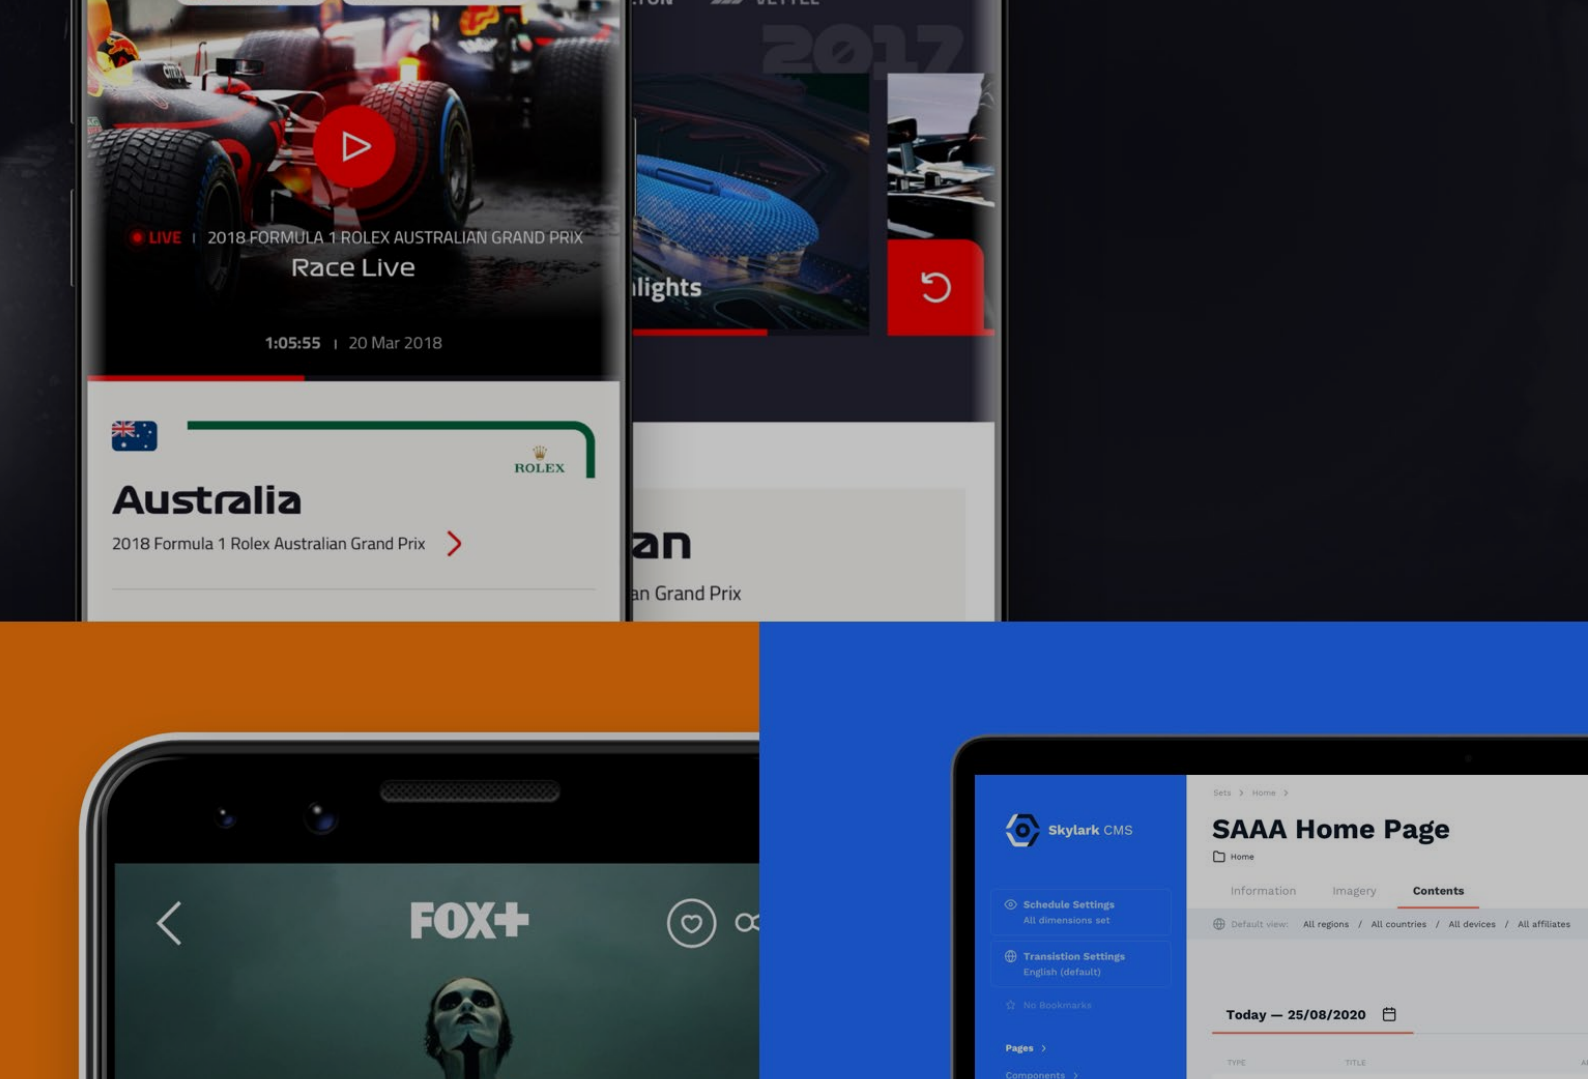 VETTEL
2017
LIVE | 2018 FORMULA 1 ROLEX AUSTRALIAN GRAND PRIX
Race Live
1:05:55 | 20 Mar 2018
lights
ROLEX
Australia
2018 Formula 1 Rolex Australian Grand Prix
an
an Grand Prix
FOX+
Skylark CMS
Schedule Settings
All dimensions set
Transistion Settings
English (default)
No Bookmarks
Pages
Components
Sets > Home >
SAAA Home Page
Home
Information Imagery Contents
Default view: All regions / All countries / All devices / All affiliates
Today — 25/08/2020
TYPE TITLE